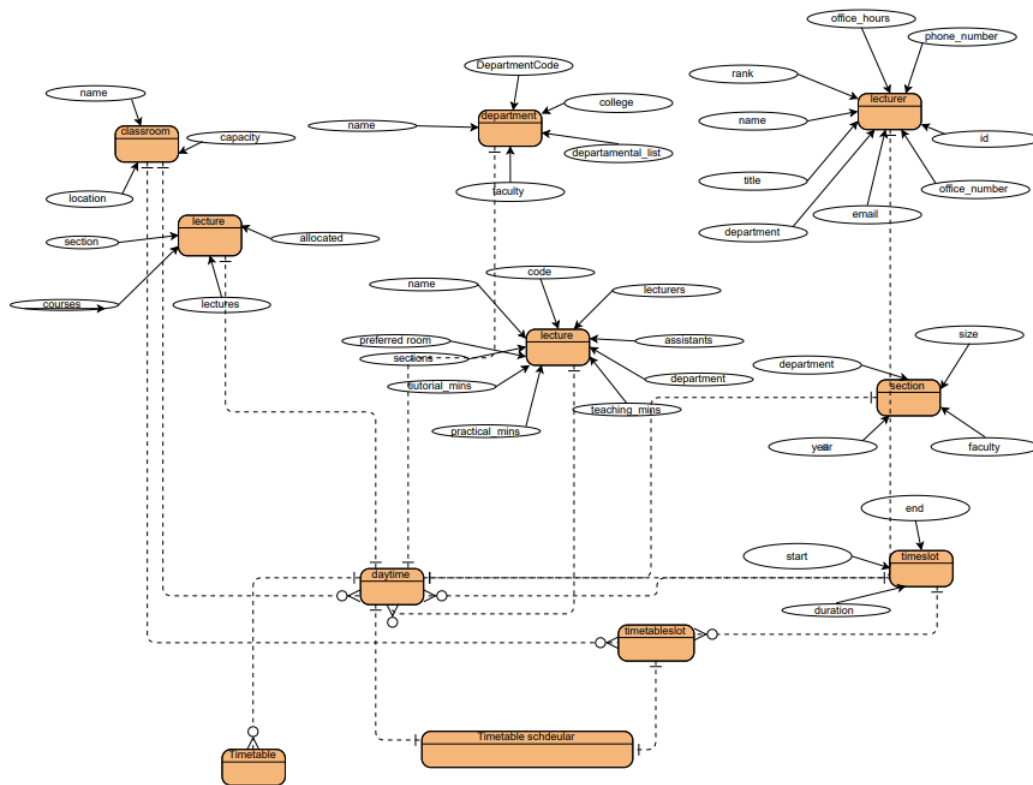 office_hours
phone_number
DepartmentCode
rank
name
college
lecturer
name
classroom
name
department
name
capacity
id
departamental_list
title
office_number
location
faculty
lecture
email
section
allocated
department
code
courses
lectures
name
lecturers
lecture
size
preferred room
assistants
sections
department
department
tutorial_mins
section
teaching_mins
practical_mins
year
faculty
end
start
timeslot
daytime
duration
timetableslot
Timetable schdeular
Timetable